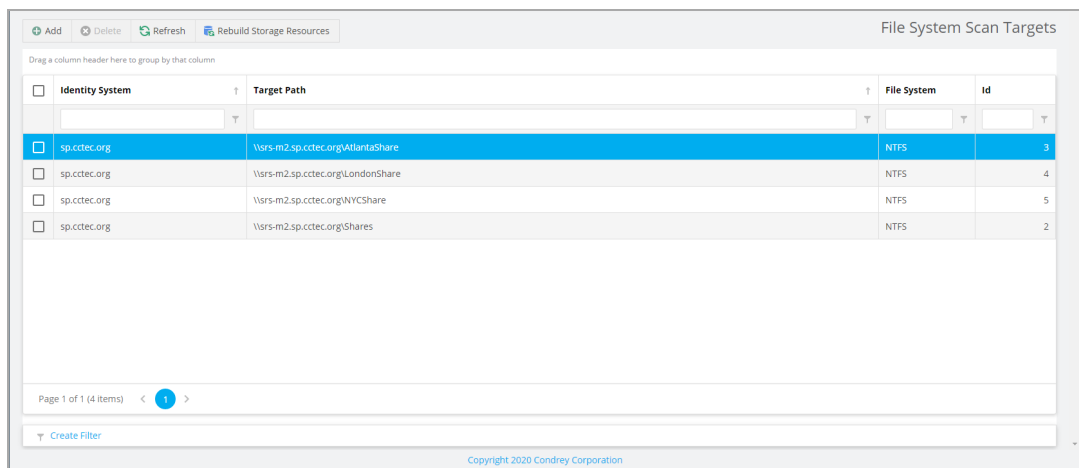 Add Delete Refresh Rebuild Storage Resources File System Scan Targets
Drag a column header here to group by that column
Identity System ↑ Target Path ↑ File System Id
sp.cctec.org \\srs-m2.sp.cctec.org\AtlantaShare NTFS 3
sp.cctec.org \\srs-m2.sp.cctec.org\LondonShare NTFS 4
sp.cctec.org \\srs-m2.sp.cctec.org\NYCShare NTFS 5
sp.cctec.org \\srs-m2.sp.cctec.org\Shares NTFS 2
Page 1 of 1 (4 items) < 1 >
Create Filter
Copyright 2020 Condrey Corporation